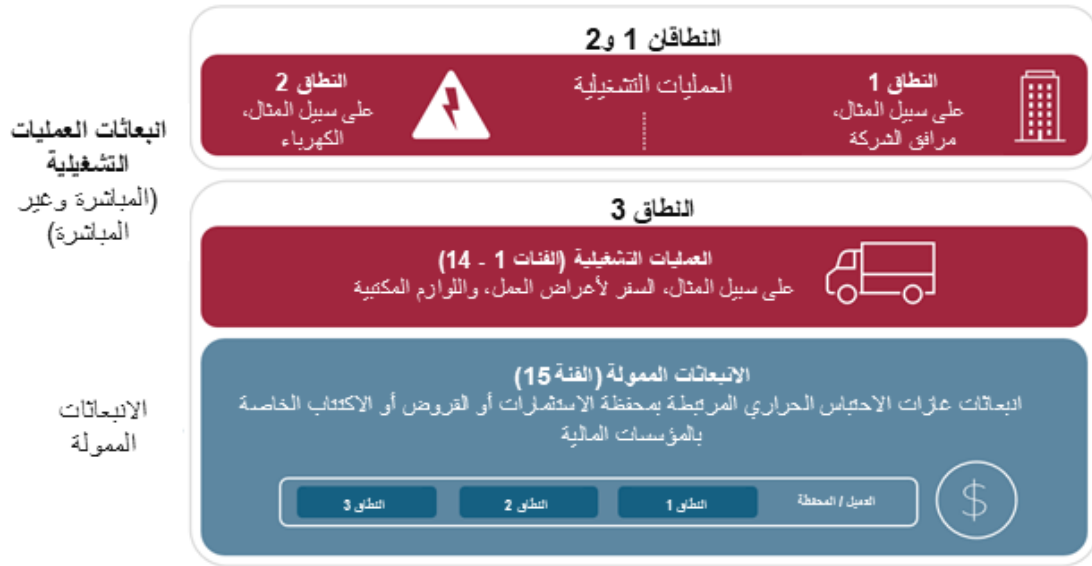 النطاقان 1 و2
النطاق 1
على سبيل المثال،
مرافق الشركة
العمليات التشغيلية
النطاق 2
على سبيل المثال،
الكهرباء
انبعاثات العمليات
التشغيلية
(المباشرة وغير
المباشرة)
النطاق 3
العمليات التشغيلية (الفئات 1 - 14)
على سبيل المثال، السفر لأغراض العمل، واللوازم المكتبية
الانبعاثات الممولة (الفئة 15)
انبعاثات غازات الاحتباس الحراري المرتبطة بمحفظة الاستثمارات أو القروض أو الاكتتاب الخاصة
بالمؤسسات المالية
الانبعاثات
الممولة
$
العميل / المحفظة
النطاق 1
النطاق 2
النطاق 3